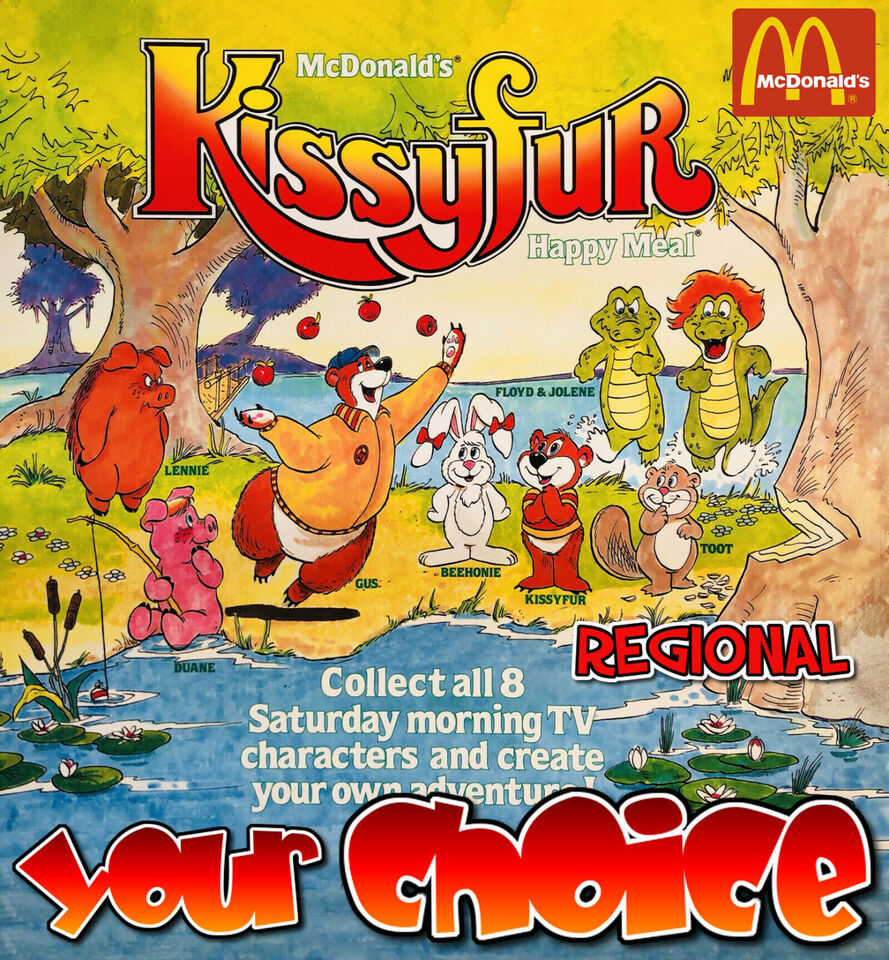 McDonald's
McDonald's®
Kissyfur
Happy Meal®
FLOYD & JOLENE
LENNIE
TOOT
BEEHONIE
GUS
KISSYFUR
DUANE
REGIONAL
Collect all 8
Saturday morning TV
characters and create
your own adventure!
your choice